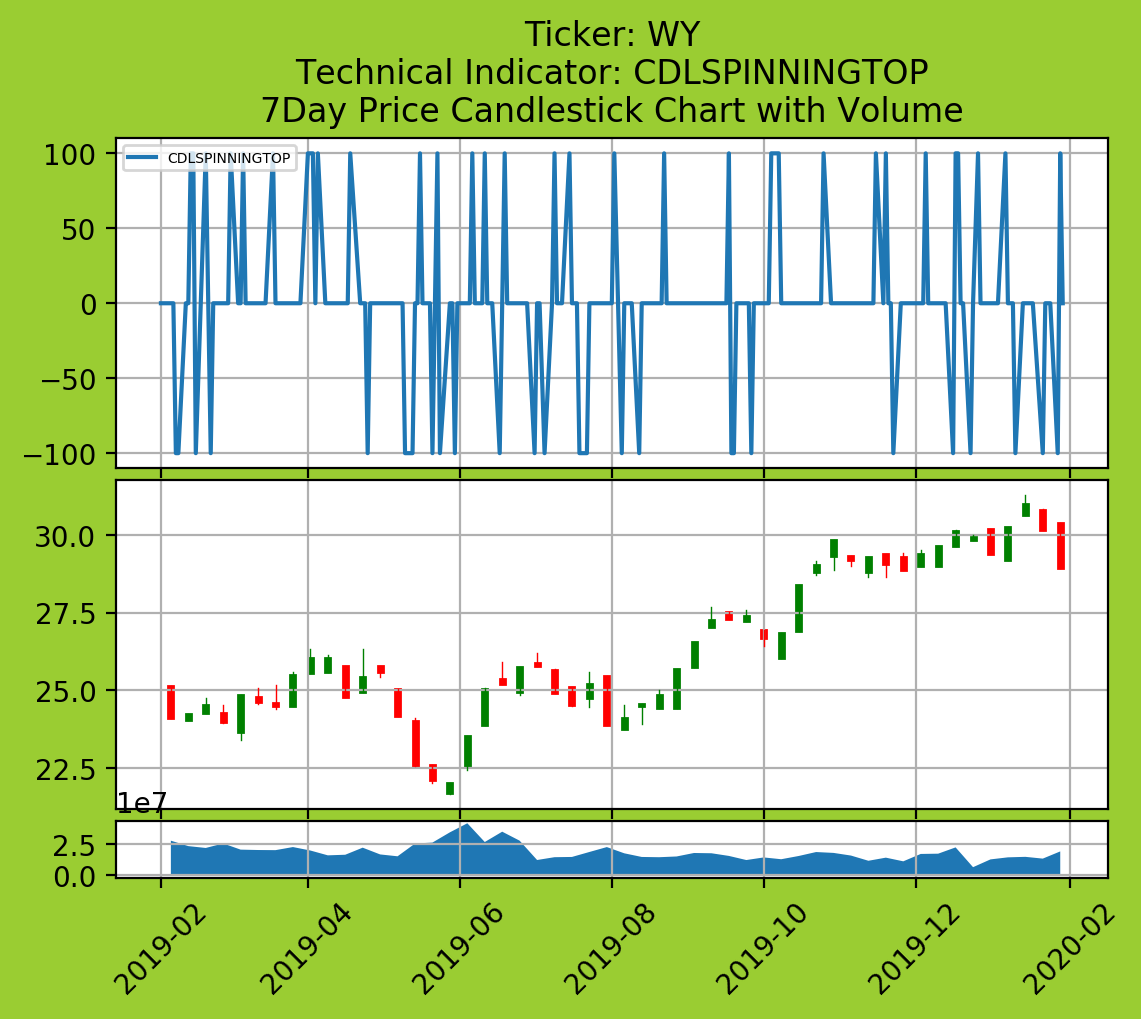 Ticker: WY
Technical Indicator: CDLSPINNINGTOP
7Day Price Candlestick Chart with Volume
CDLSPINNINGTOP
100
50
0
−50
−100
30.0
27.5
25.0
22.5
1e7
2.5
0.0
2019-02 2019-04 2019-06 2019-08 2019-10 2019-12 2020-02